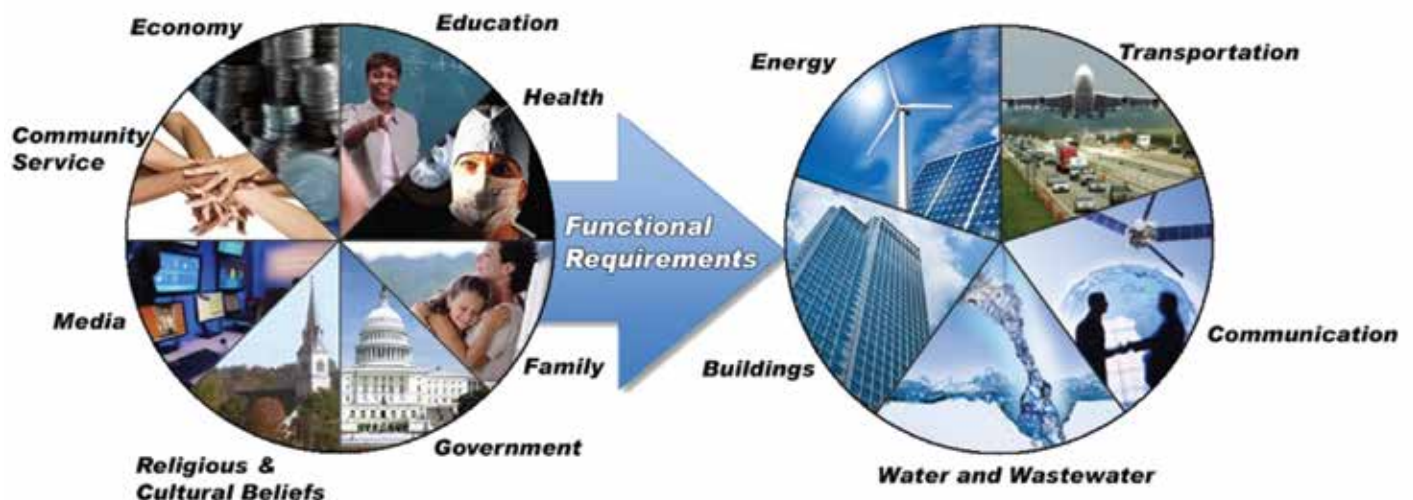 Economy
Education
Health
Community
Service
Media
Religious &
Cultural Beliefs
Government
Family
Functional
Requirements
Energy
Transportation
Buildings
Communication
Water and Wastewater